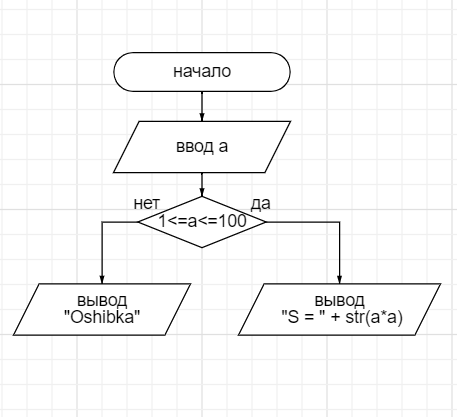 начало
ввод a
нет
да
1<=a<=100
вывод
"Oshibka"
вывод
"S = " + str(a*a)